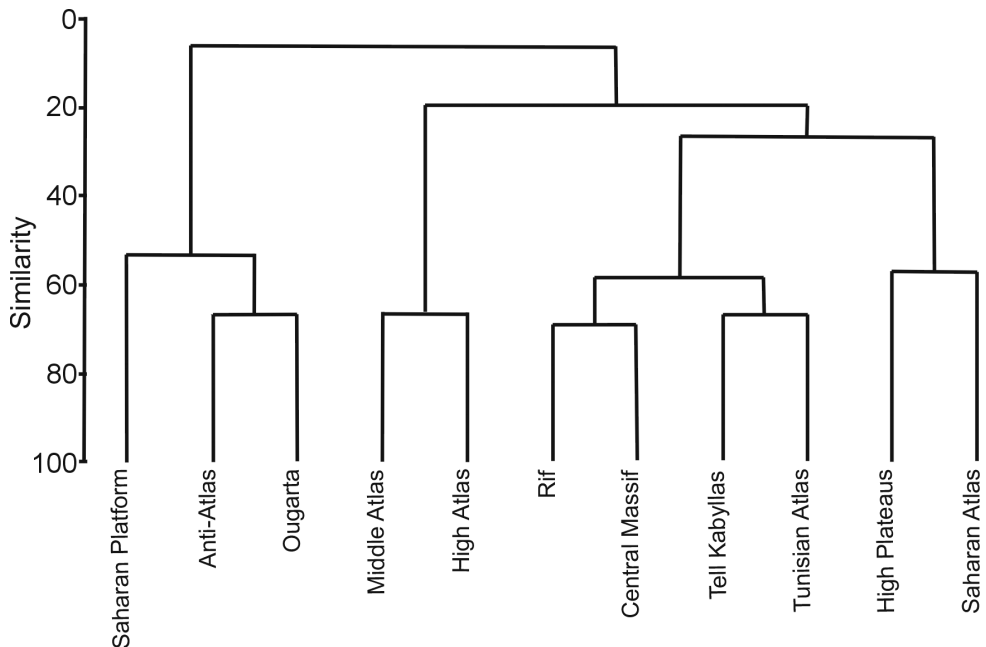 0
20
40
60
80
100
Similarity
Saharan Platform
Anti-Atlas
Ougarta
Middle Atlas
High Atlas
Rif
Central Massif
Tell Kabyllas
Tunisian Atlas
High Plateaus
Saharan Atlas